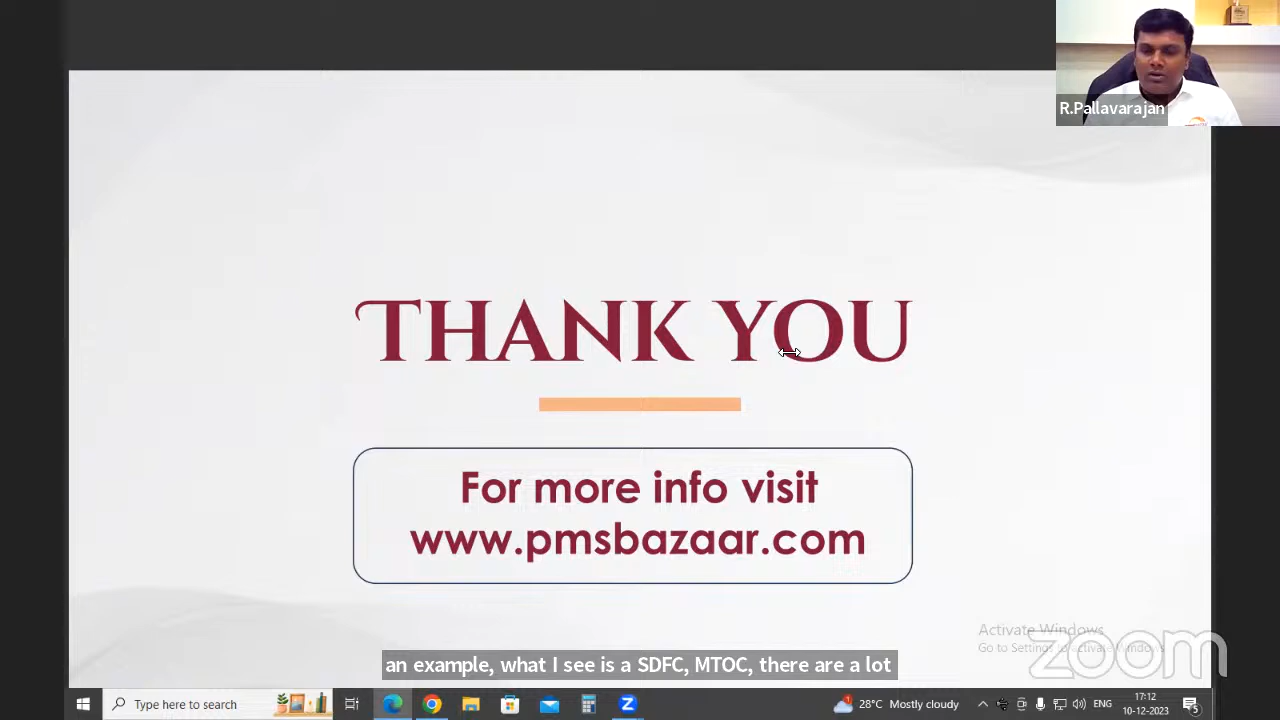 R.Pallavarajan
THANK YOU
For more info visit
www.pmsbazaar.com
Activate Windows
Go to Settings to activate Windows.
zoom
an example, what I see is a SDFC, MTOC, there are a lot
Type here to search
28°C Mostly cloudy
ENG
17:12
10-12-2023